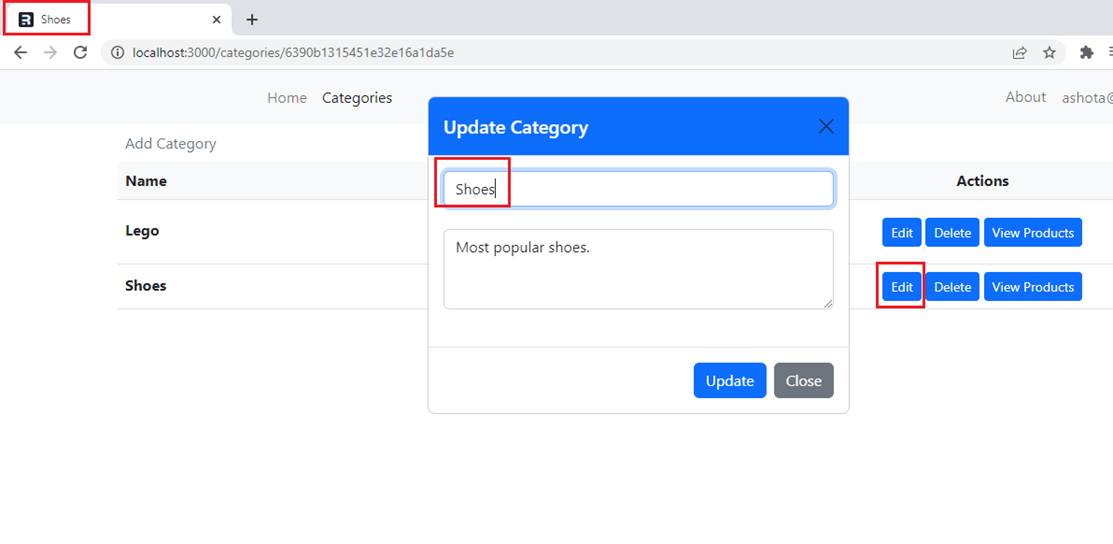 Shoes
localhost:3000/categories/6390b1315451e32e16a1da5e
Home Categories About ashota@
Add Category
Name Actions
Lego Edit Delete View Products
Shoes Edit Delete View Products
Update Category
Shoes
Most popular shoes.
Update Close